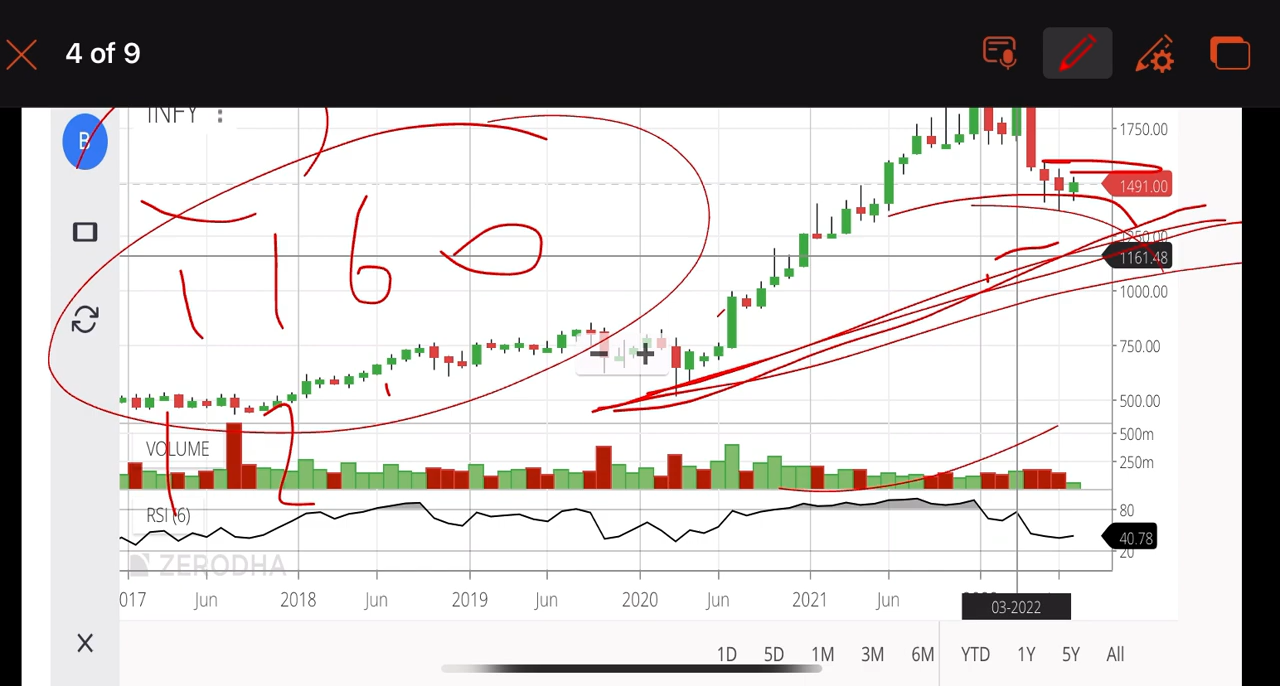 4 of 9
B
INFY
1750.00
1491.00
1160
1161.48
1000.00
750.00
500.00
12
VOLUME
500m
250m
RSI (6)
80
40.78
20
ZERODHA
017 Jun 2018 Jun 2019 Jun 2020 Jun 2021 Jun
03-2022
1D 5D 1M 3M 6M YTD 1Y 5Y All